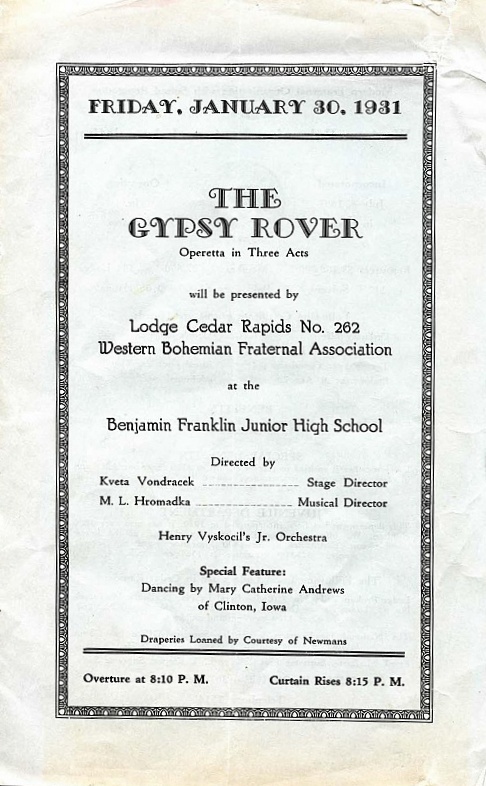 FRIDAY, JANUARY 30, 1931
THE
GYPSY ROVER
Operetta in Three Acts
will be presented by
Lodge Cedar Rapids No. 262
Western Bohemian Fraternal Association
at the
Benjamin Franklin Junior High School
Directed by
Kveta Vondracek ____________________ Stage Director
M. L. Hromadka ____________________ Musical Director
Henry Vyskocil's Jr. Orchestra
Special Feature:
Dancing by Mary Catherine Andrews
of Clinton, Iowa
Draperies Loaned by Courtesy of Newmans
Overture at 8:10 P. M. Curtain Rises 8:15 P. M.